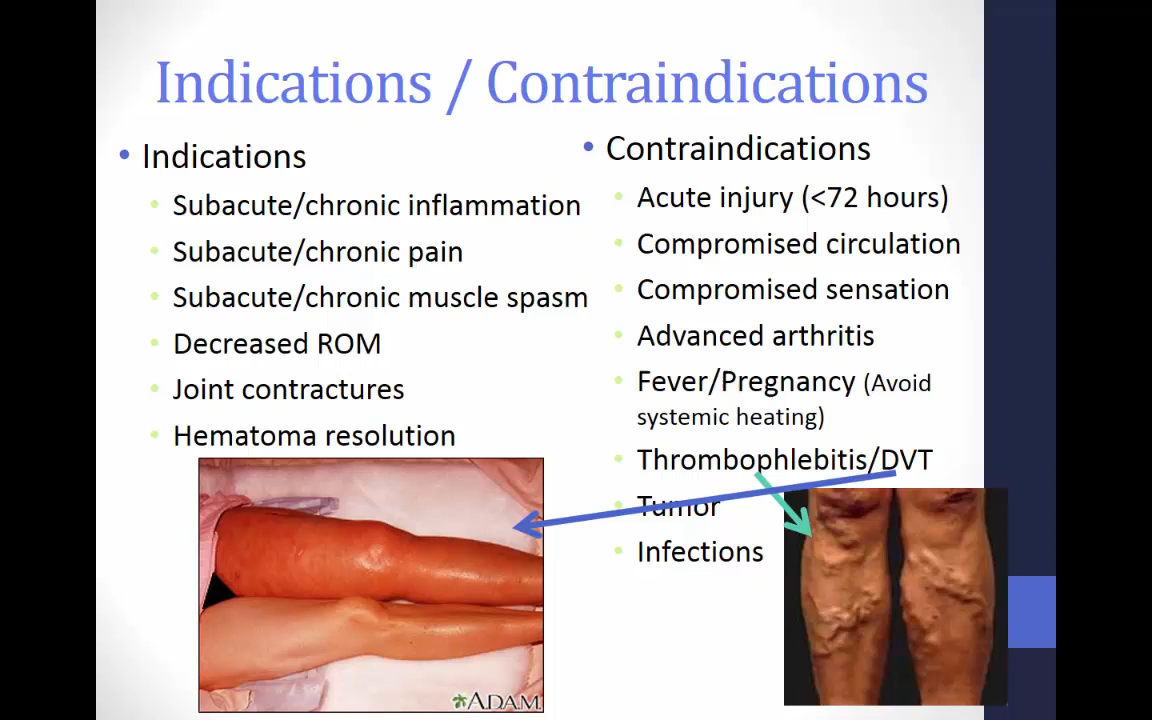 Indications / Contraindications
• Indications
• Subacute/chronic inflammation
• Subacute/chronic pain
• Subacute/chronic muscle spasm
• Decreased ROM
• Joint contractures
• Hematoma resolution
• Contraindications
• Acute injury (<72 hours)
• Compromised circulation
• Compromised sensation
• Advanced arthritis
• Fever/Pregnancy (Avoid
systemic heating)
• Thrombophlebitis/DVT
• Tumor
• Infections
ADAM.